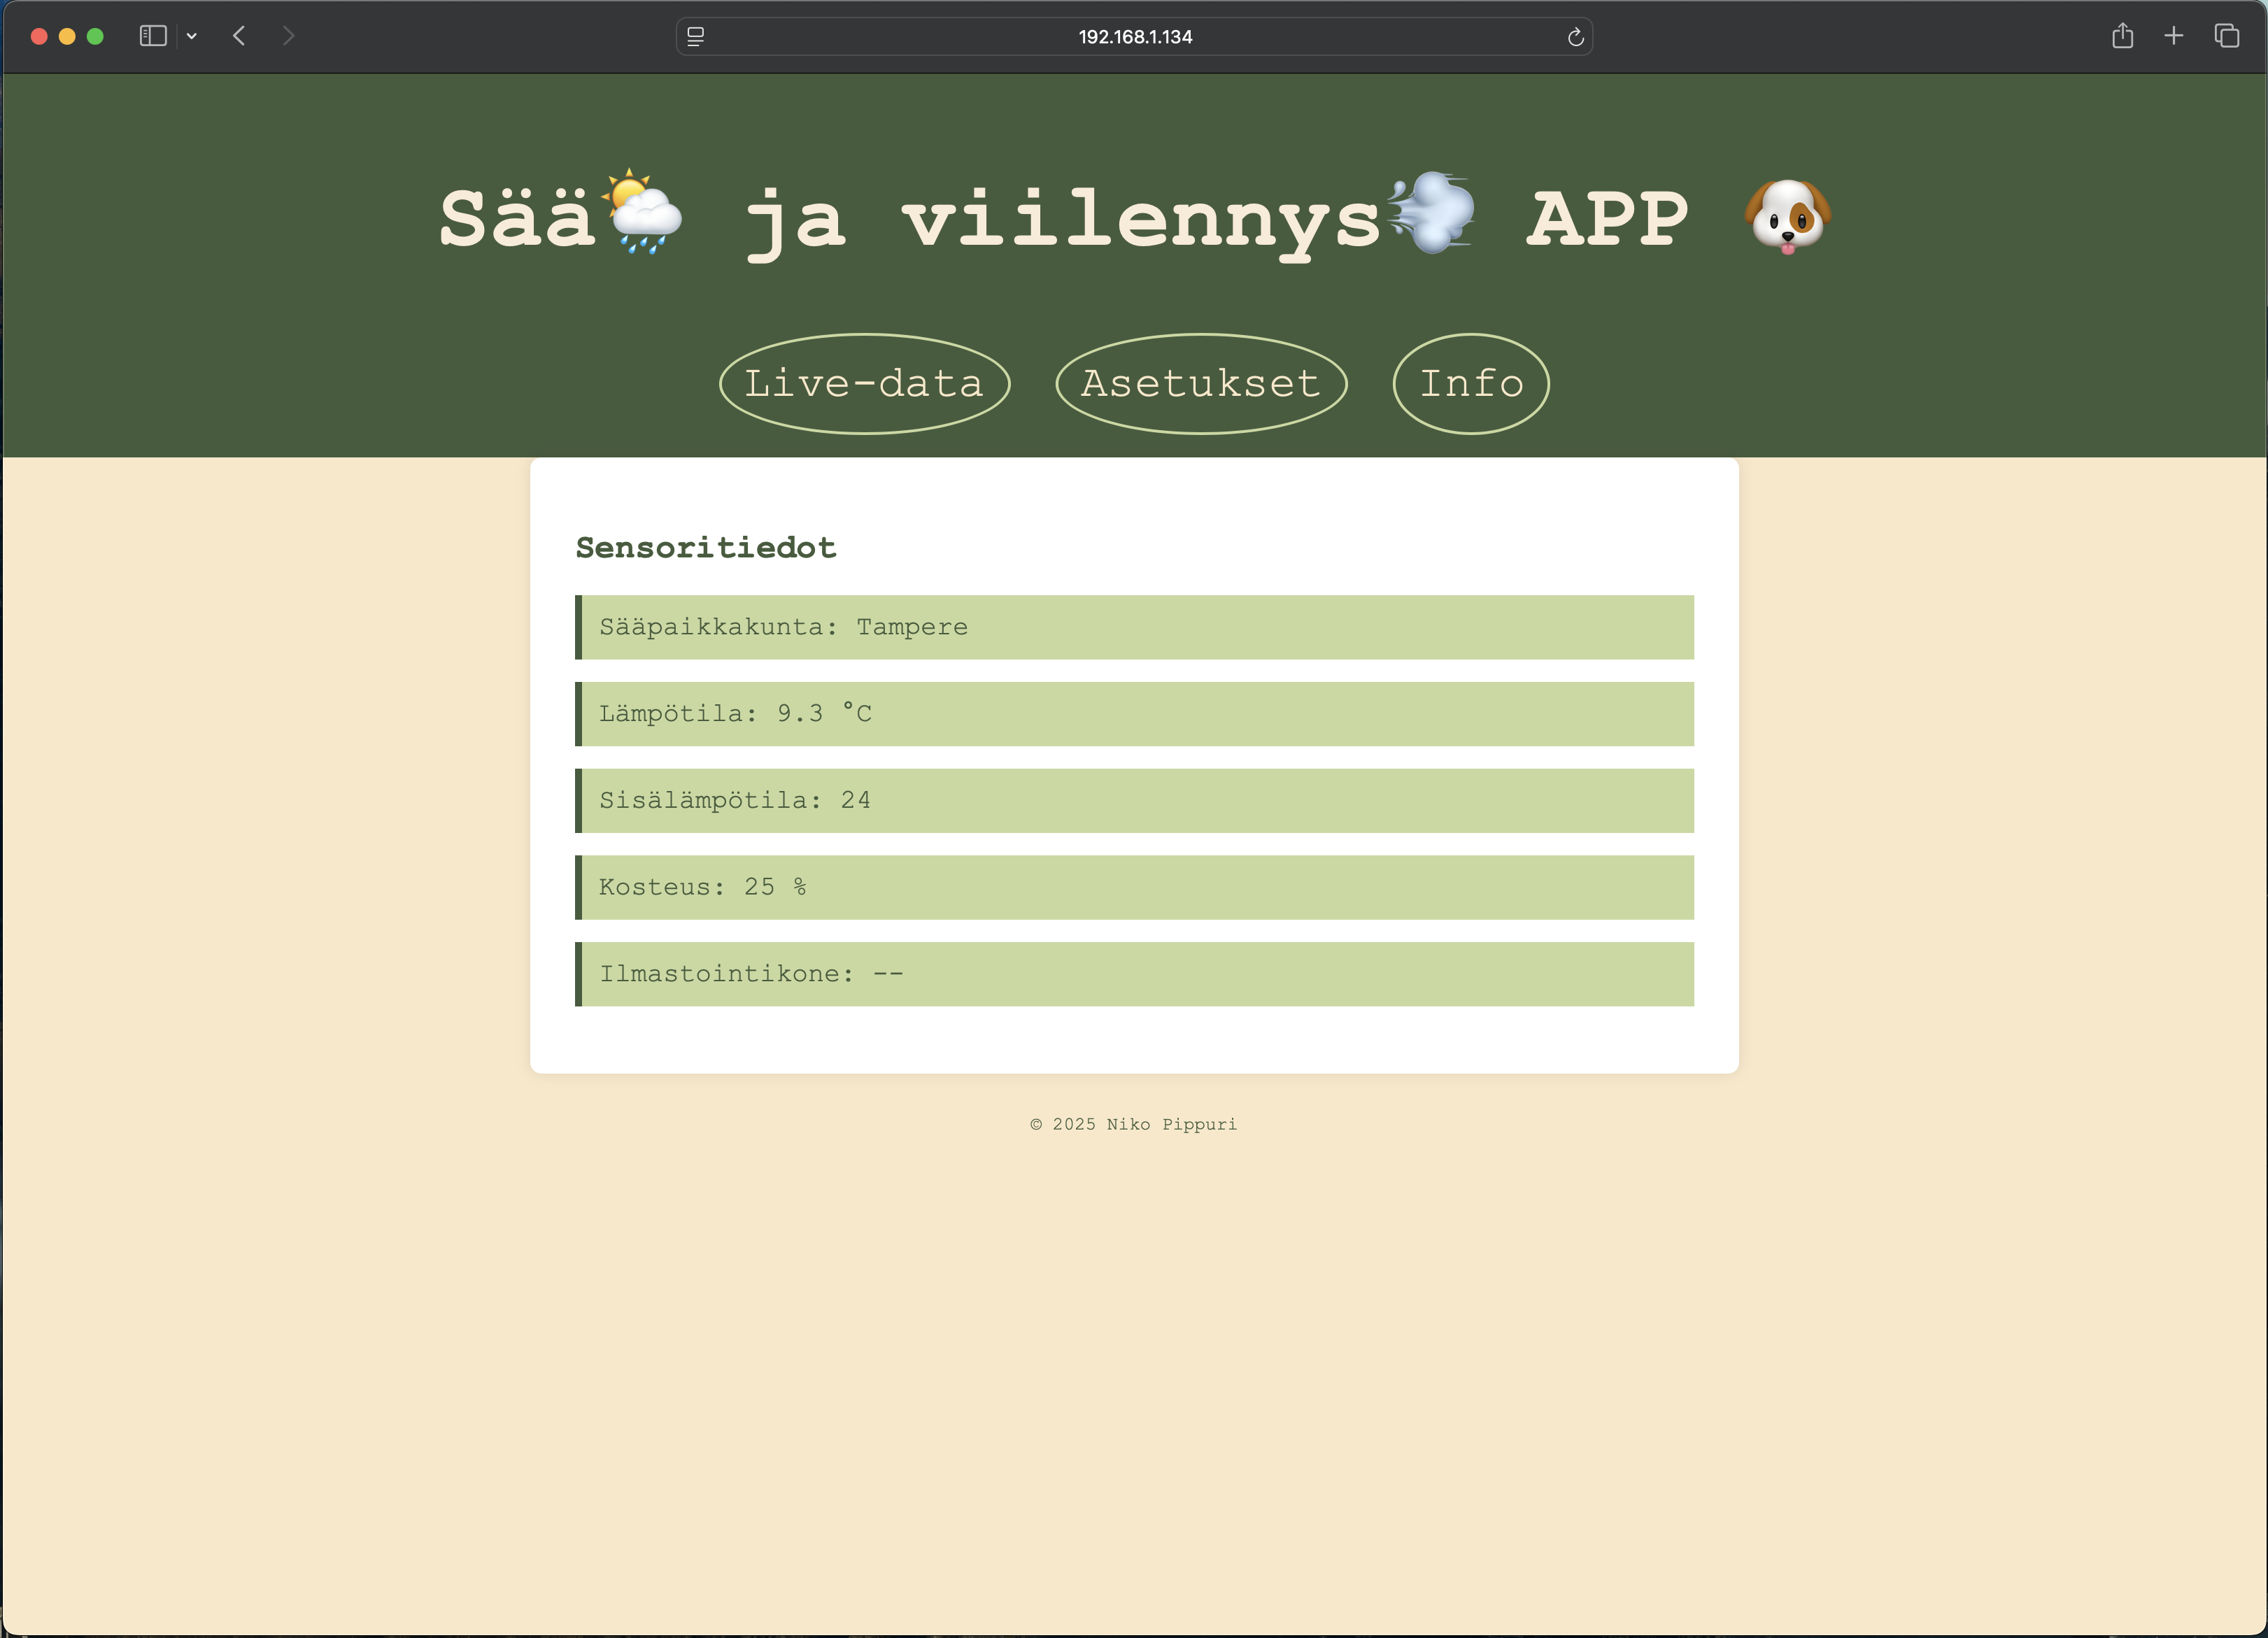 192.168.1.134
Sää🌦️ ja viilennys💨 APP 🐶
Live-data Asetukset Info
Sensoritiedot
Sääpaikkakunta: Tampere
Lämpötila: 9.3 °C
Sisälämpötila: 24
Kosteus: 25 %
Ilmastointikone: --
© 2025 Niko Pippuri